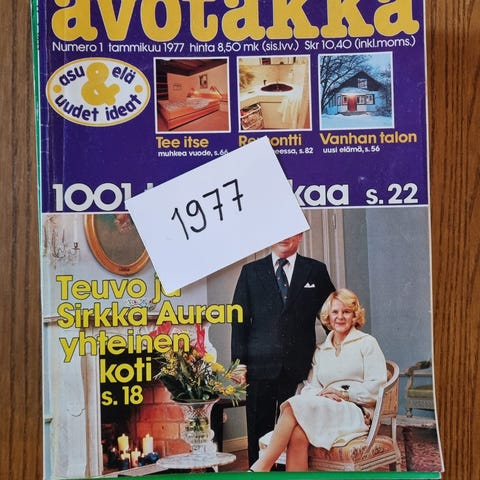 avotakka
Numero 1 tammikuu 1977 hinta 8,50 mk (sis.lvv.) Skr 10,40 (inkl.moms.)
asu & elä
uudet ideat
Tee itse
muhkea vuode, s.66
s.82
Vanhan talon
uusi elämä, s.56
1001
s. 22
1977
Teuvo ja
Sirkka Auran
yhteinen
koti
s. 18